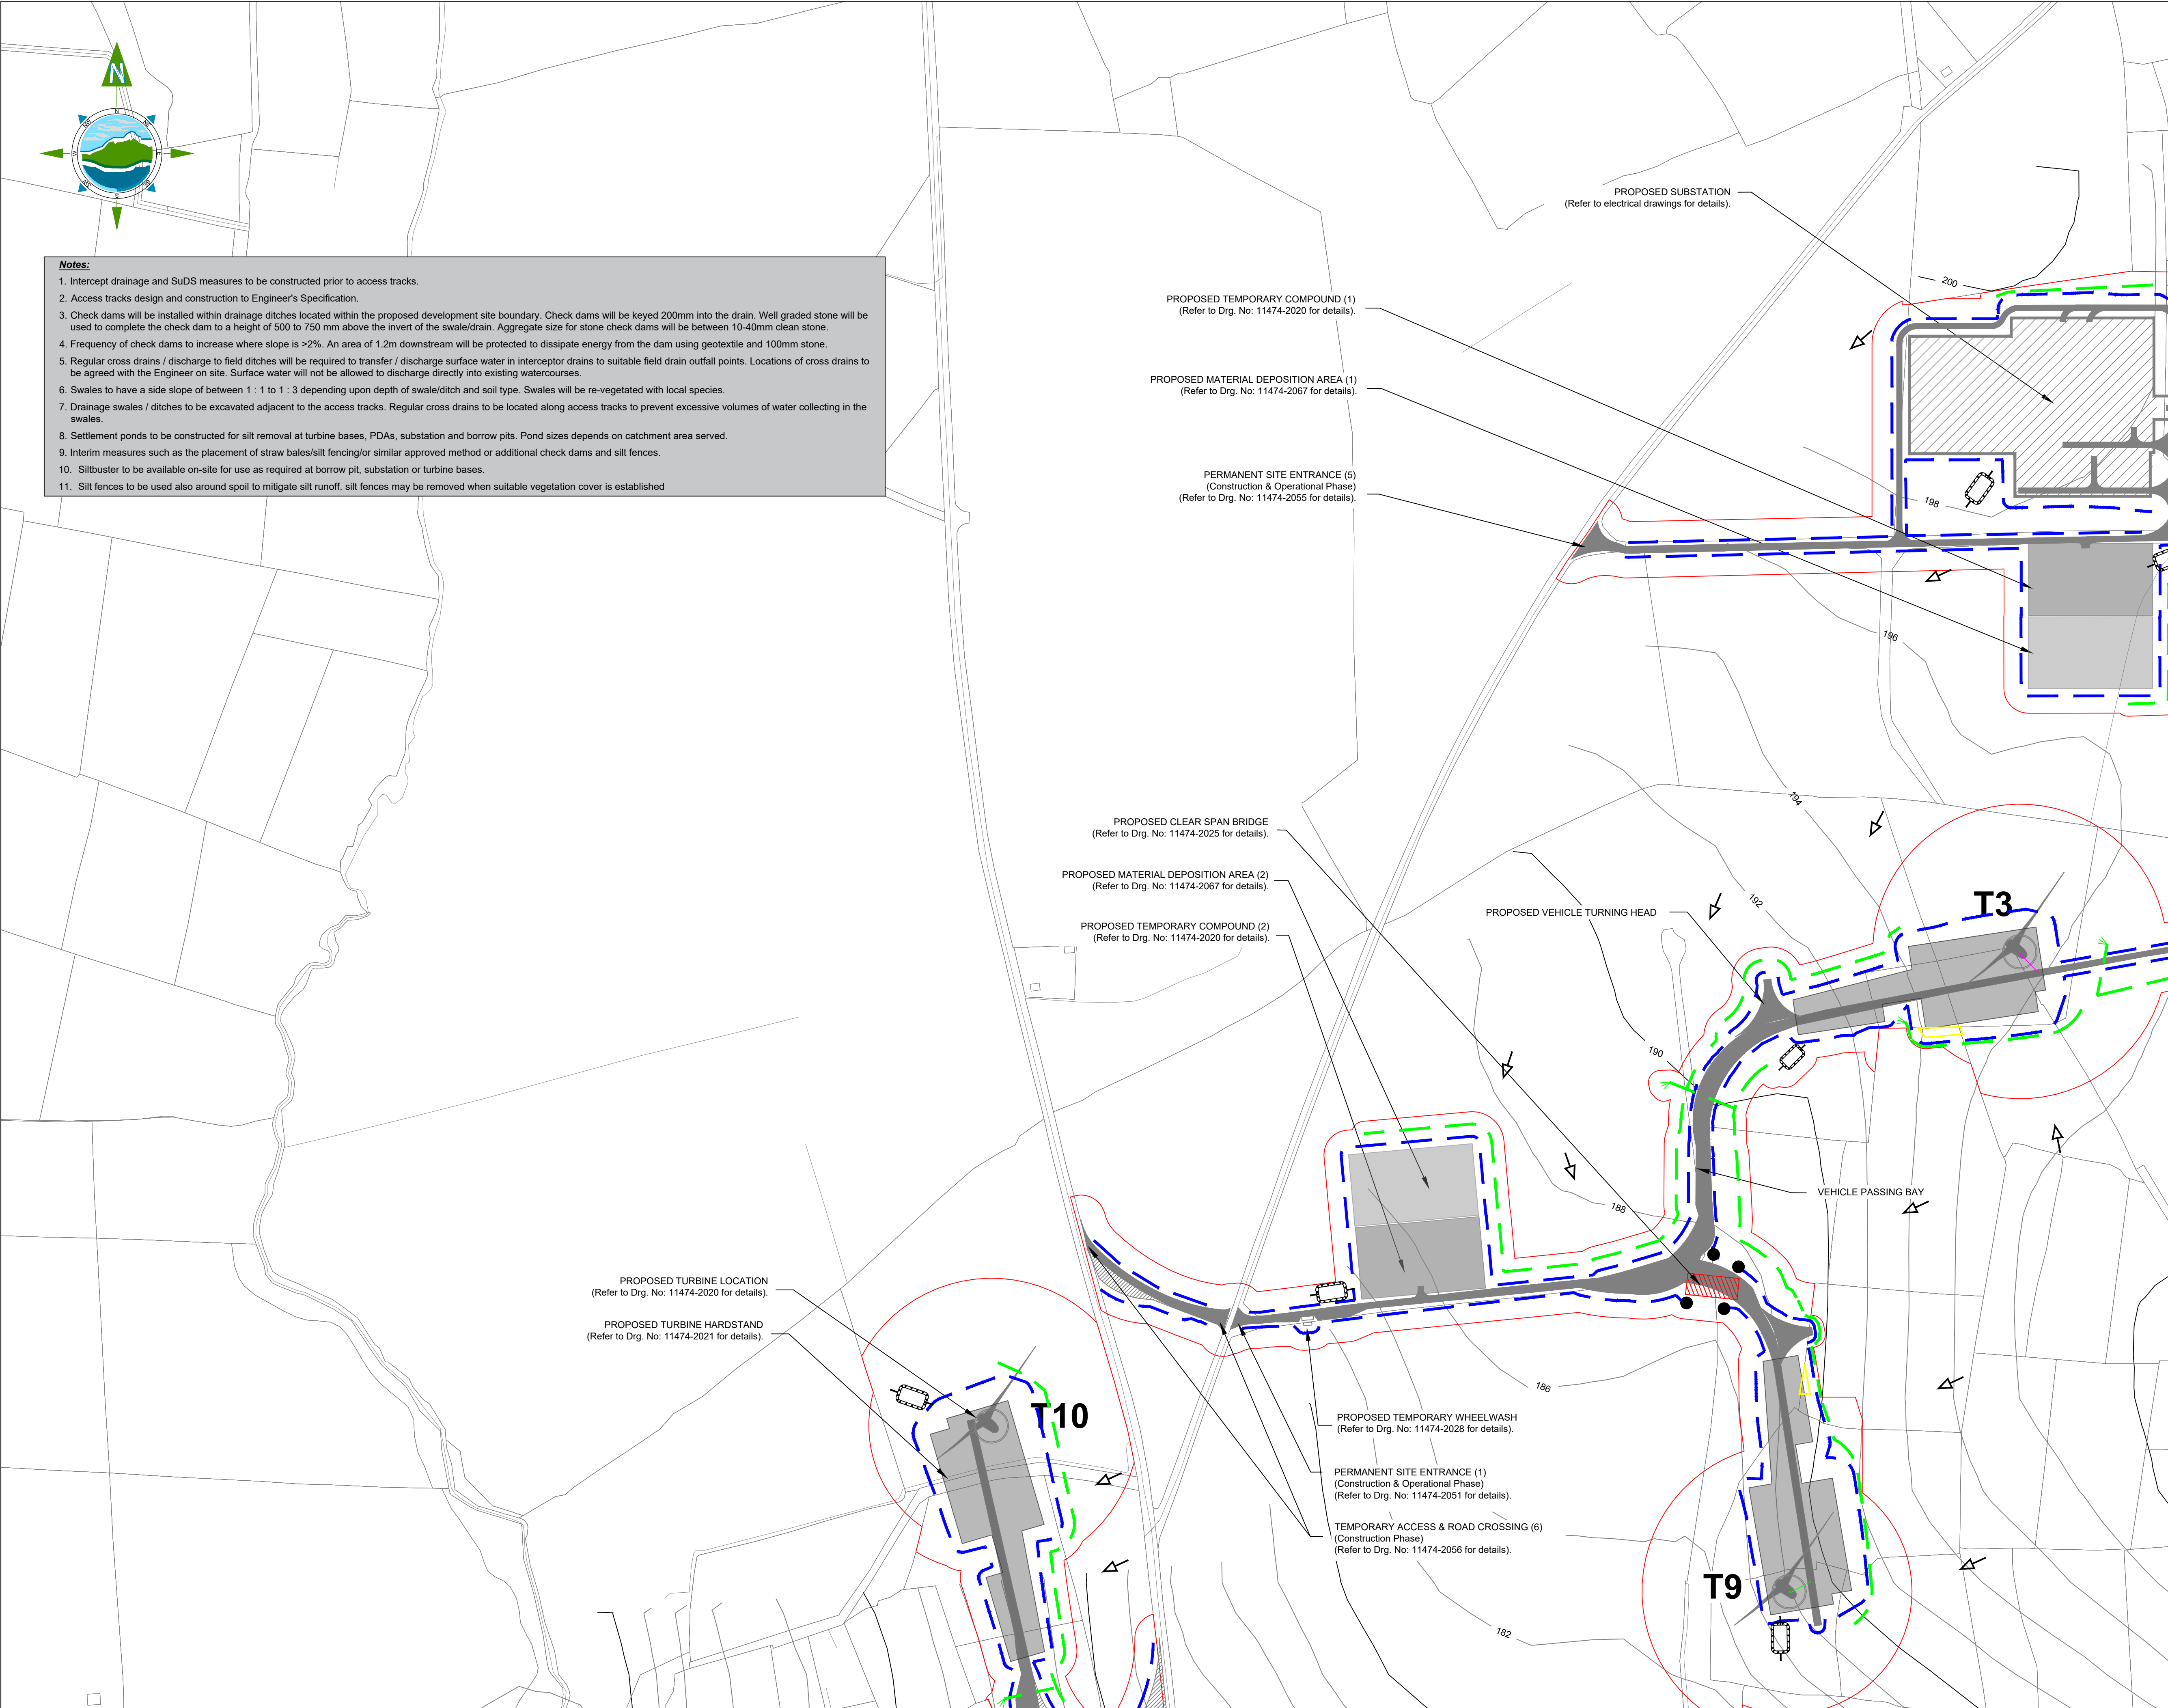 N
N
NW
NE
W
E
SW
SE
S
Notes:
1. Intercept drainage and SuDS measures to be constructed prior to access tracks.
2. Access tracks design and construction to Engineer's Specification.
3. Check dams will be installed within drainage ditches located within the proposed development site boundary. Check dams will be keyed 200mm into the drain. Well graded stone will be
used to complete the check dam to a height of 500 to 750 mm above the invert of the swale/drain. Aggregate size for stone check dams will be between 10-40mm clean stone.
4. Frequency of check dams to increase where slope is >2%. An area of 1.2m downstream will be protected to dissipate energy from the dam using geotextile and 100mm stone.
5. Regular cross drains / discharge to field ditches will be required to transfer / discharge surface water in interceptor drains to suitable field drain outfall points. Locations of cross drains to
be agreed with the Engineer on site. Surface water will not be allowed to discharge directly into existing watercourses.
6. Swales to have a side slope of between 1 : 1 to 1 : 3 depending upon depth of swale/ditch and soil type. Swales will be re-vegetated with local species.
7. Drainage swales / ditches to be excavated adjacent to the access tracks. Regular cross drains to be located along access tracks to prevent excessive volumes of water collecting in the
swales.
8. Settlement ponds to be constructed for silt removal at turbine bases, PDAs, substation and borrow pits. Pond sizes depends on catchment area served.
9. Interim measures such as the placement of straw bales/silt fencing/or similar approved method or additional check dams and silt fences.
10. Siltbuster to be available on-site for use as required at borrow pit, substation or turbine bases.
11. Silt fences to be used also around spoil to mitigate silt runoff. silt fences may be removed when suitable vegetation cover is established
PROPOSED SUBSTATION
(Refer to electrical drawings for details).
200
PROPOSED TEMPORARY COMPOUND (1)
(Refer to Drg. No: 11474-2020 for details).
PROPOSED MATERIAL DEPOSITION AREA (1)
(Refer to Drg. No: 11474-2067 for details).
PERMANENT SITE ENTRANCE (5)
(Construction & Operational Phase)
(Refer to Drg. No: 11474-2055 for details).
198
196
194
PROPOSED CLEAR SPAN BRIDGE
(Refer to Drg. No: 11474-2025 for details).
PROPOSED MATERIAL DEPOSITION AREA (2)
(Refer to Drg. No: 11474-2067 for details).
PROPOSED TEMPORARY COMPOUND (2)
(Refer to Drg. No: 11474-2020 for details).
PROPOSED VEHICLE TURNING HEAD
192
T3
190
VEHICLE PASSING BAY
188
PROPOSED TURBINE LOCATION
(Refer to Drg. No: 11474-2020 for details).
PROPOSED TURBINE HARDSTAND
(Refer to Drg. No: 11474-2021 for details).
T10
186
PROPOSED TEMPORARY WHEELWASH
(Refer to Drg. No: 11474-2028 for details).
PERMANENT SITE ENTRANCE (1)
(Construction & Operational Phase)
(Refer to Drg. No: 11474-2051 for details).
TEMPORARY ACCESS & ROAD CROSSING (6)
(Construction Phase)
(Refer to Drg. No: 11474-2056 for details).
T9
182